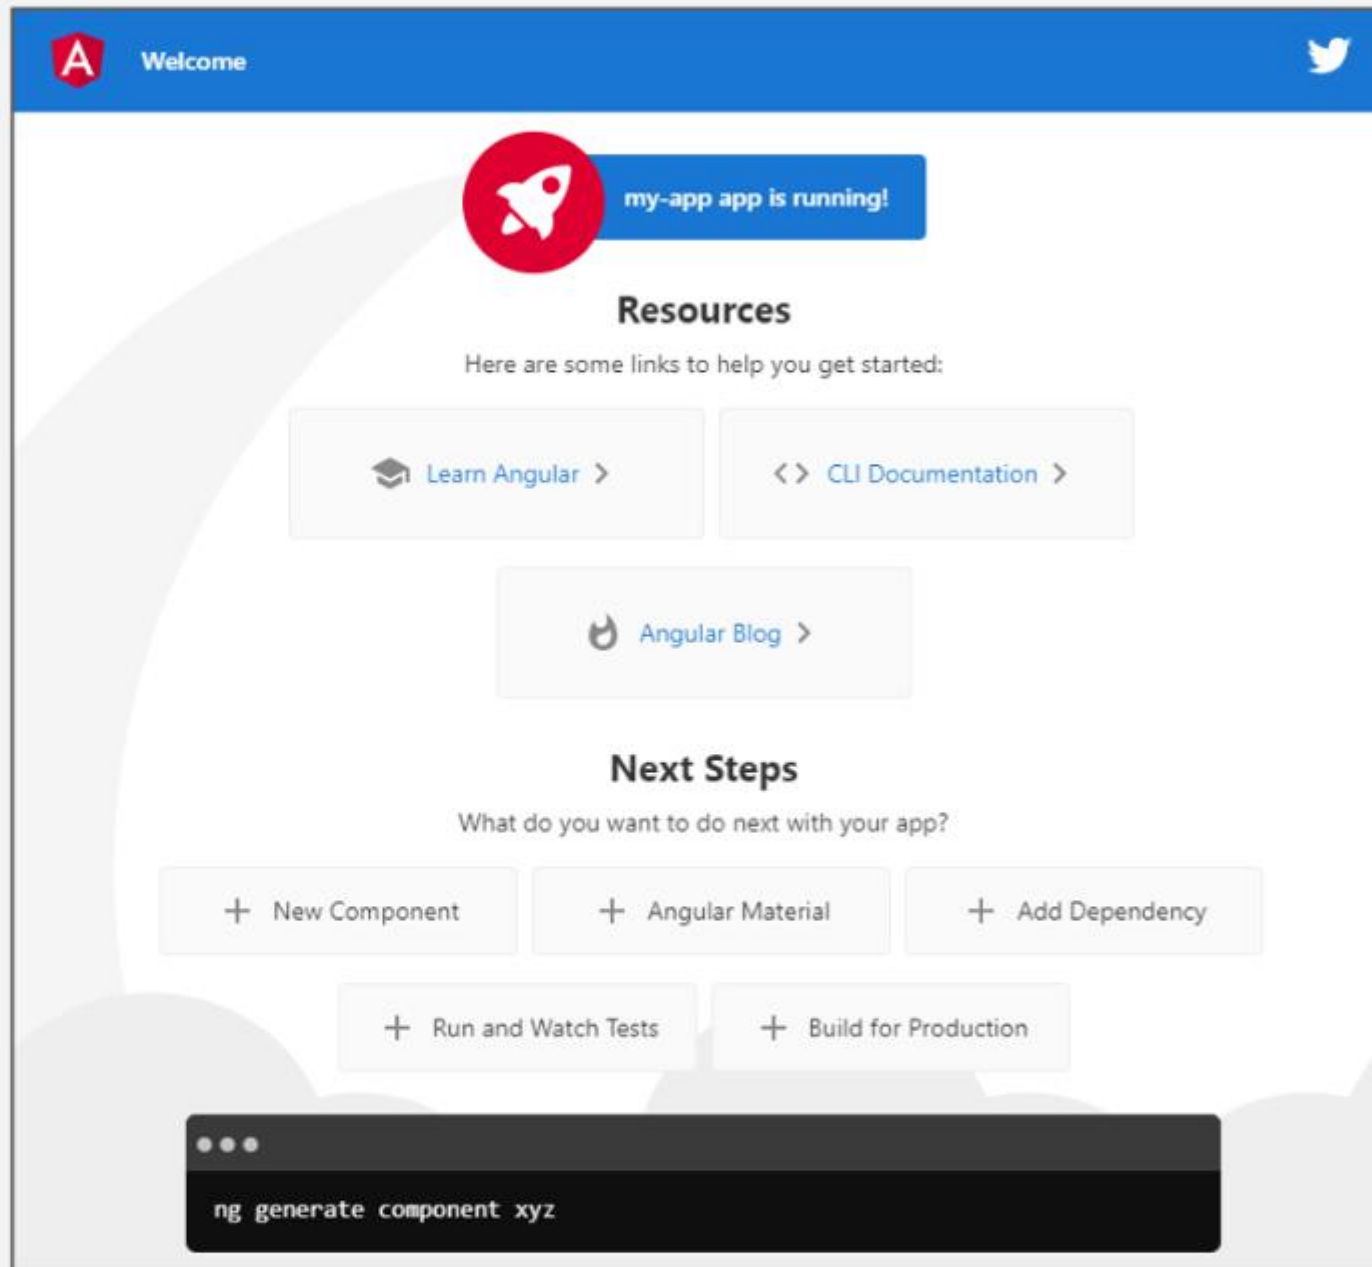 A
Welcome
my-app app is running!
Resources
Here are some links to help you get started:
Learn Angular
CLI Documentation
Angular Blog
Next Steps
What do you want to do next with your app?
New Component
Angular Material
Add Dependency
Run and Watch Tests
Build for Production
ng generate component xyz